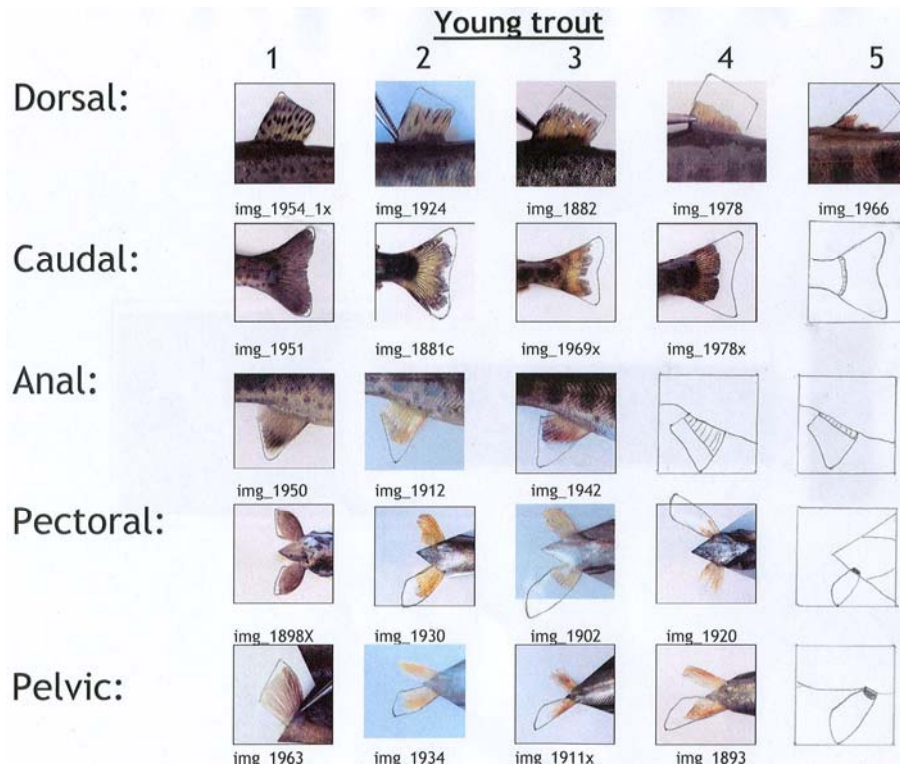 Young trout
1 2 3 4 5
Dorsal:
img_1954_1x img_1924 img_1882 img_1978 img_1966
Caudal:
img_1951 img_1881c img_1969x img_1978x
Anal:
img_1950 img_1912 img_1942
Pectoral:
img_1898X img_1930 img_1902 img_1920
Pelvic:
img_1963 img_1934 img_1911x img_1893